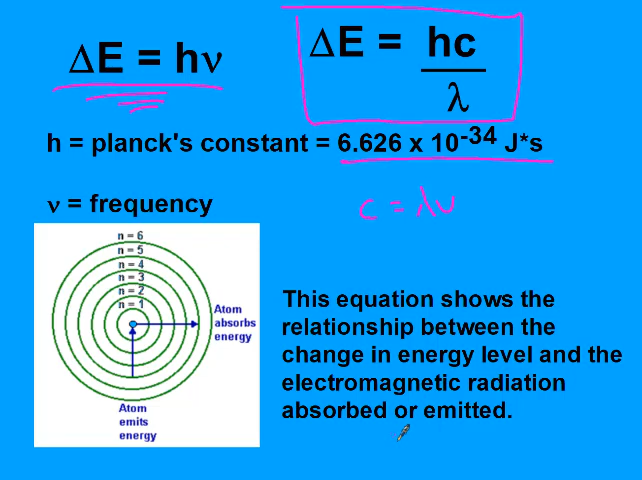 ΔE = hν
ΔE = hc
λ
h = planck's constant = 6.626 x 10-34 J*s
ν = frequency
c = λν
n = 6
n = 5
n = 4
n = 3
n = 2
n = 1
Atom
absorbs
energy
Atom
emits
energy
This equation shows the
relationship between the
change in energy level and the
electromagnetic radiation
absorbed or emitted.